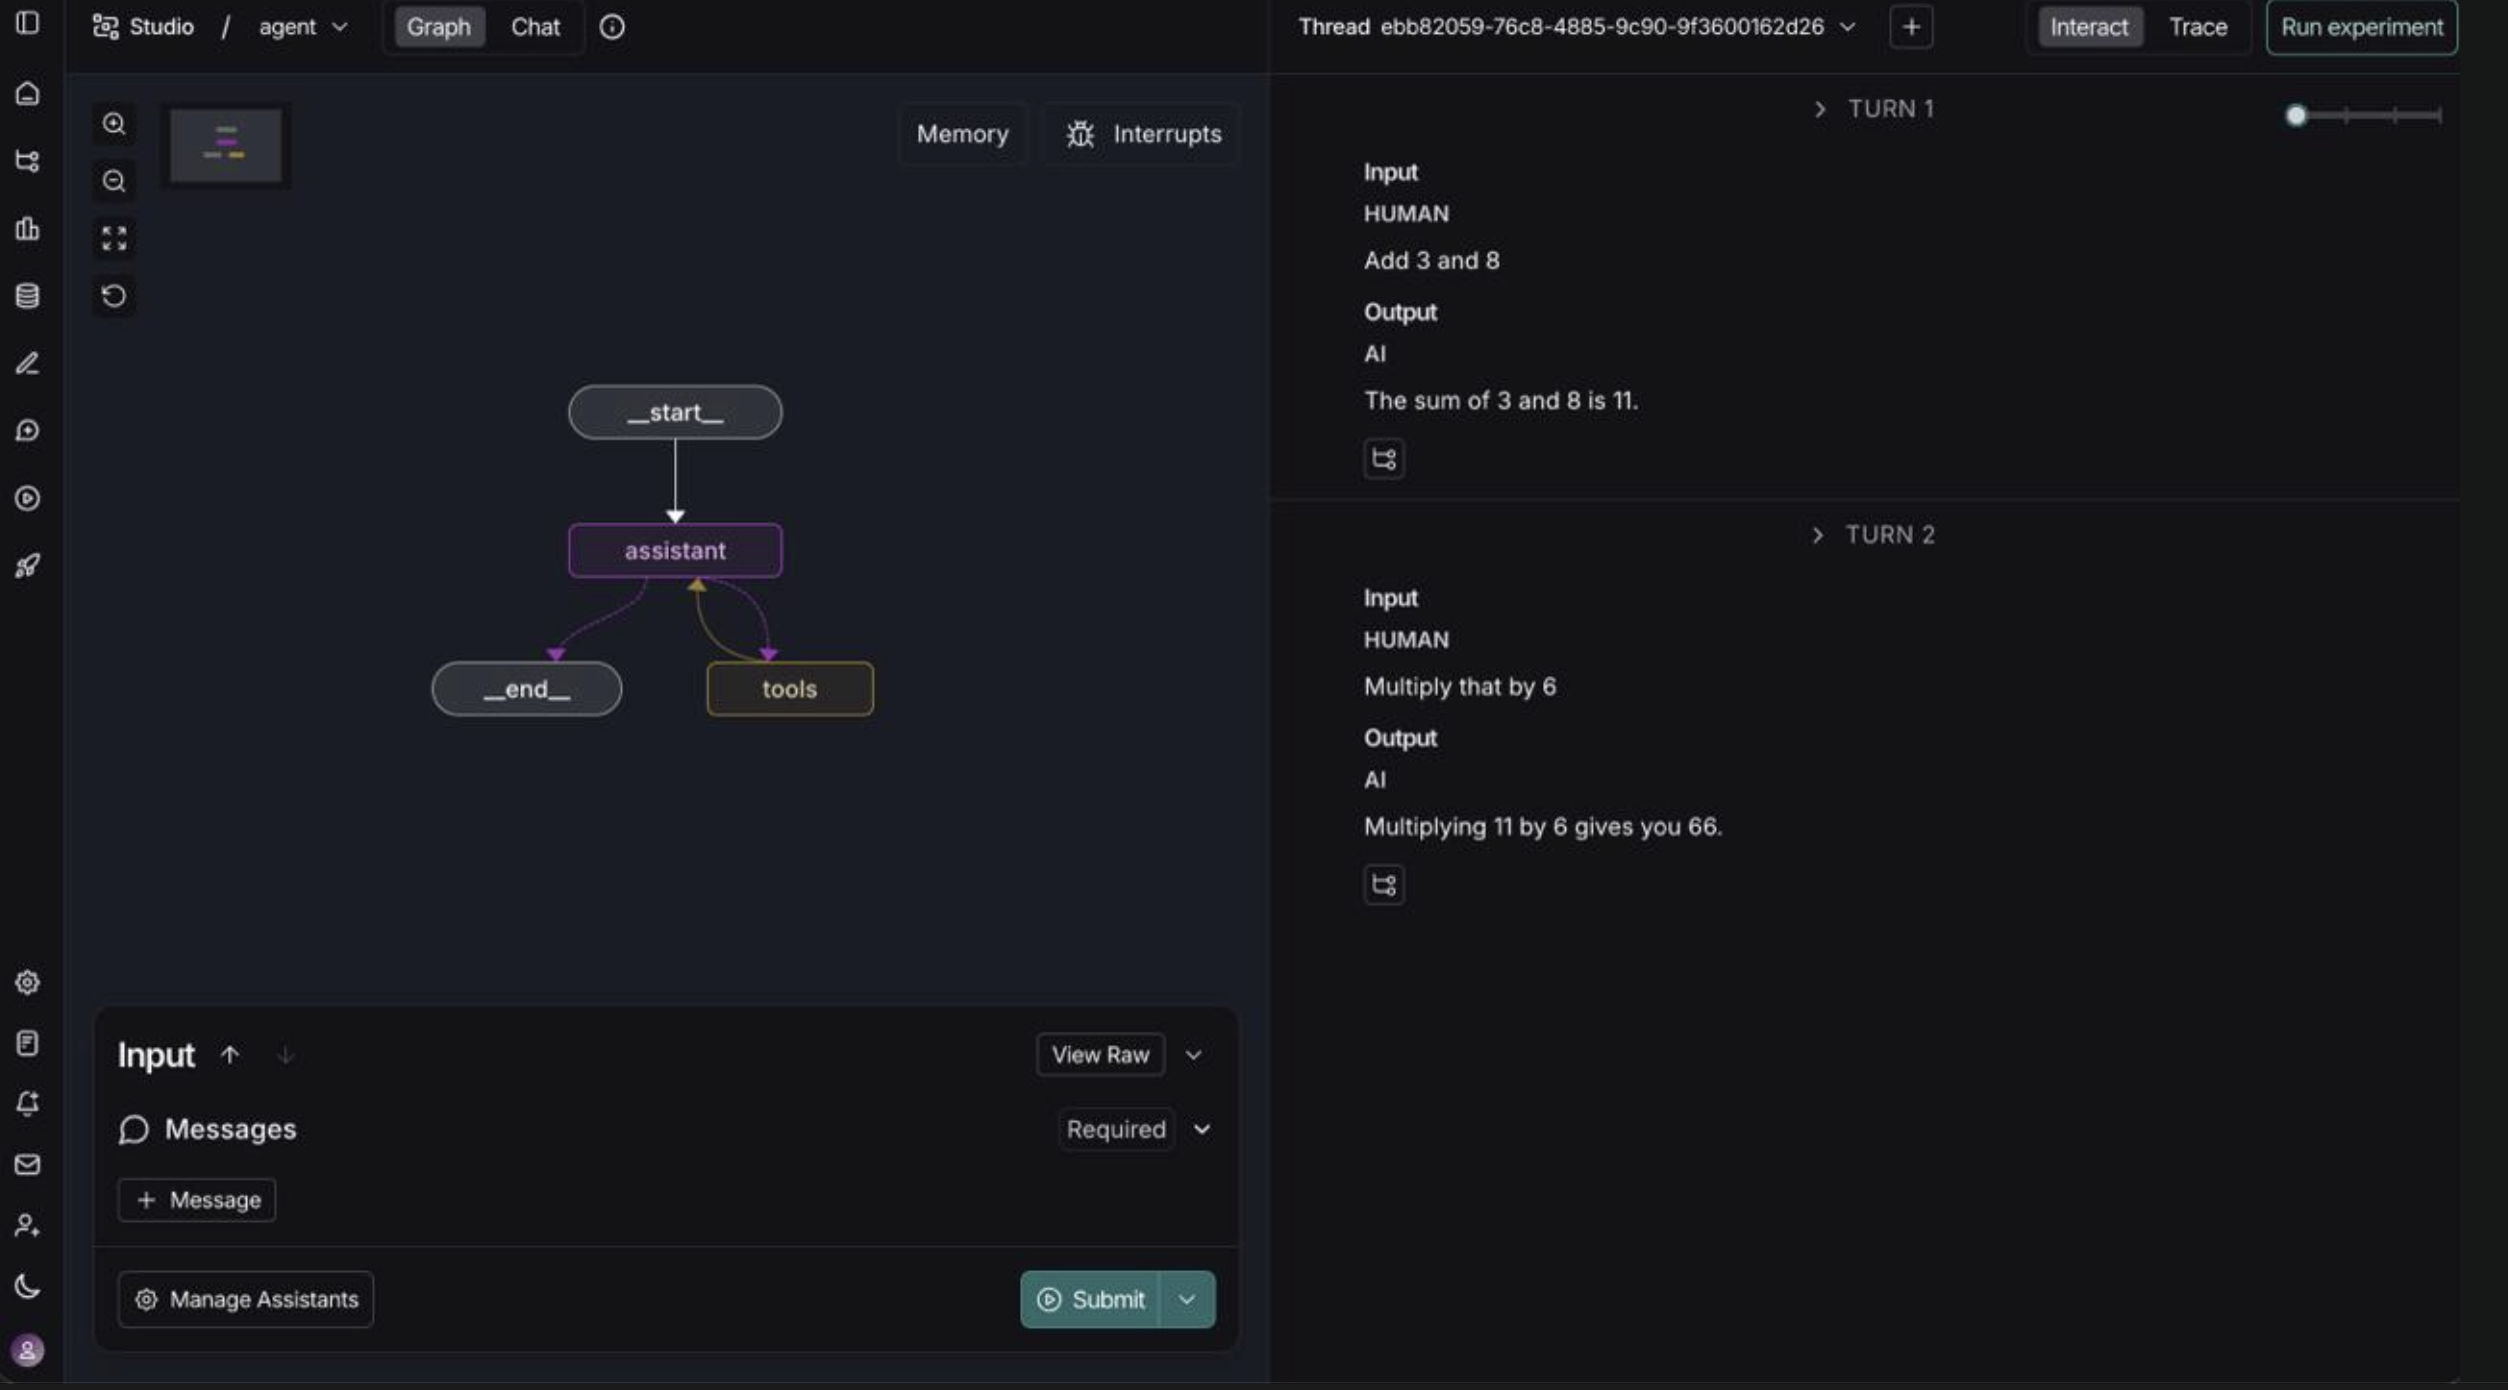 Studio / agent
Graph Chat
Thread ebb82059-76c8-4885-9c90-9f3600162d26
Interact Trace
Run experiment
Memory
Interrupts
__start__
assistant
__end__
tools
Input
View Raw
Messages
Required
+ Message
Manage Assistants
Submit
TURN 1
Input
HUMAN
Add 3 and 8
Output
AI
The sum of 3 and 8 is 11.
TURN 2
Input
HUMAN
Multiply that by 6
Output
AI
Multiplying 11 by 6 gives you 66.